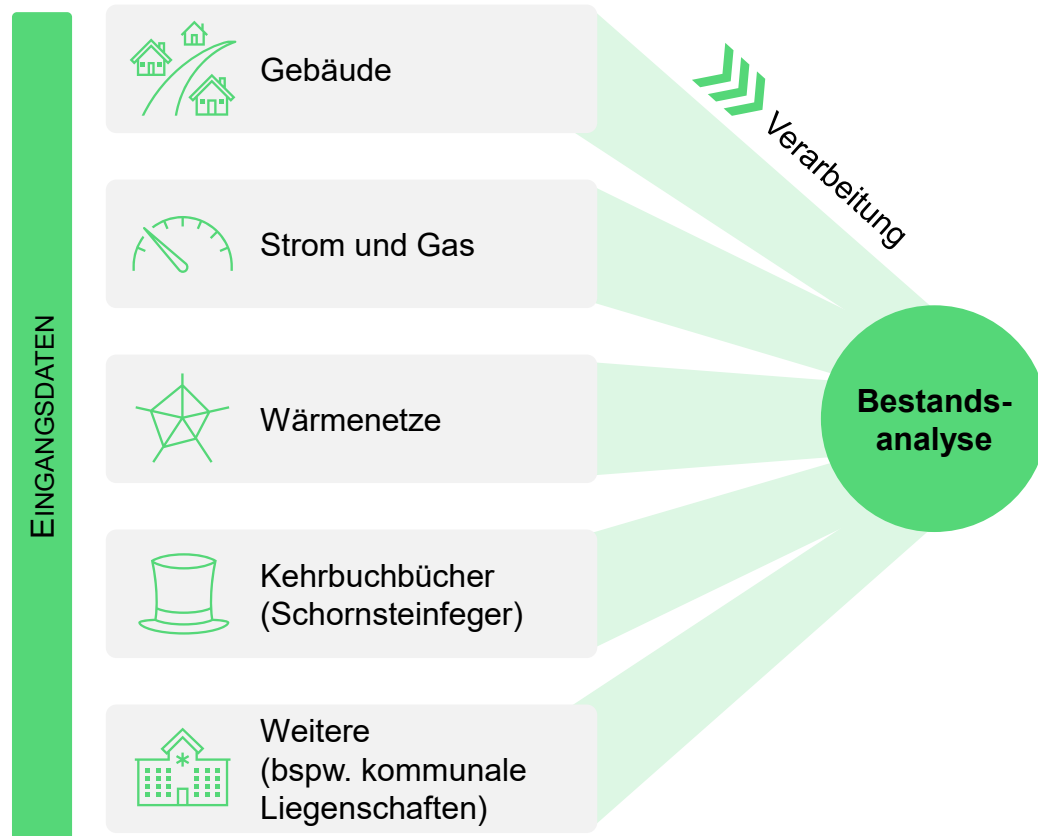 EINGANGSDATEN
Gebäude
Strom und Gas
Wärmenetze
Kehrbuchbücher
(Schornsteinfeger)
Weitere
(bspw. kommunale
Liegenschaften)
Verarbeitung
Bestands-
analyse